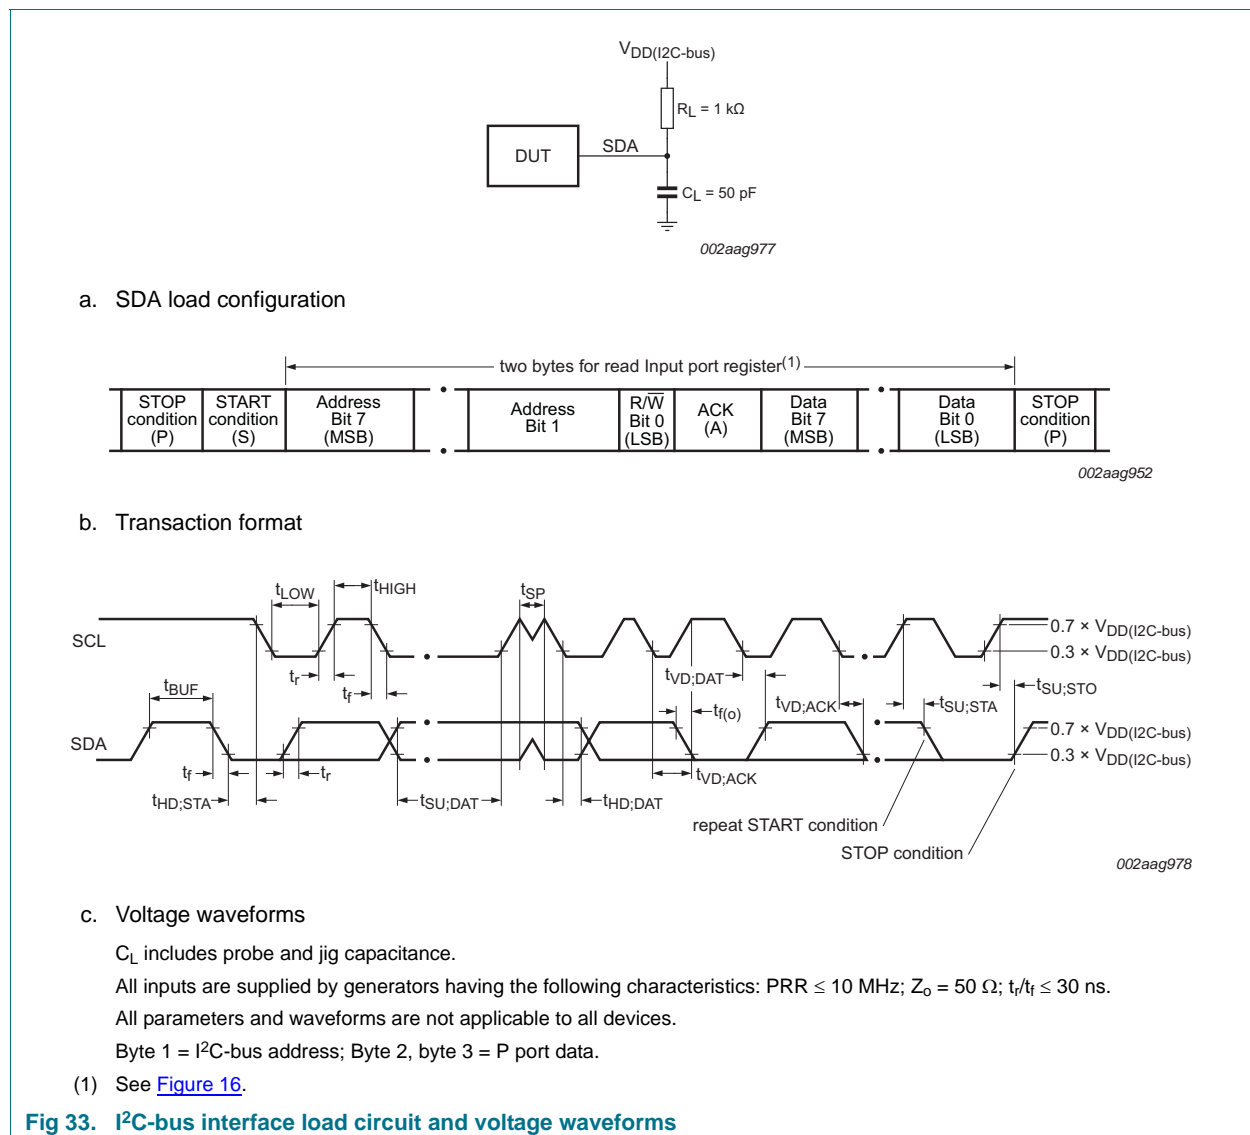 VDD(I2C-bus)
RL = 1 kΩ
DUT
SDA
CL = 50 pF
002aag977
a. SDA load configuration
two bytes for read Input port register(1)
STOP condition (P)
START condition (S)
Address Bit 7 (MSB)
Address Bit 1
R/W̅ Bit 0 (LSB)
ACK (A)
Data Bit 7 (MSB)
Data Bit 0 (LSB)
STOP condition (P)
002aag952
b. Transaction format
tLOW
tHIGH
tSP
SCL
0.7 × VDD(I2C-bus)
0.3 × VDD(I2C-bus)
tr
tf
tVD;DAT
tBUF
tf(o)
tVD;ACK
tSU;STA
tSU;STO
SDA
0.7 × VDD(I2C-bus)
0.3 × VDD(I2C-bus)
tf
tr
tVD;ACK
tHD;STA
tSU;DAT
tHD;DAT
repeat START condition
STOP condition
002aag978
c. Voltage waveforms
CL includes probe and jig capacitance.
All inputs are supplied by generators having the following characteristics: PRR ≤ 10 MHz; Zo = 50 Ω; tr/tf ≤ 30 ns.
All parameters and waveforms are not applicable to all devices.
Byte 1 = I²C-bus address; Byte 2, byte 3 = P port data.
(1) See Figure 16.
Fig 33. I²C-bus interface load circuit and voltage waveforms